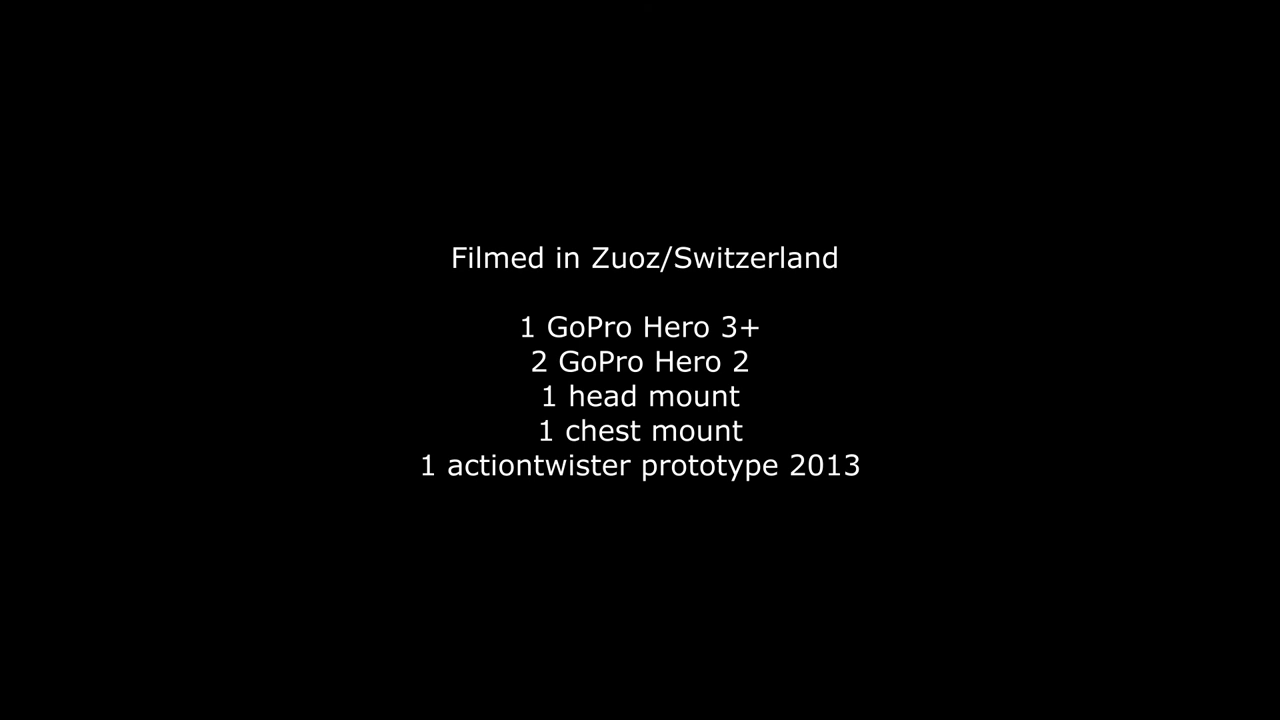 Filmed in Zuoz/Switzerland
1 GoPro Hero 3+
2 GoPro Hero 2
1 head mount
1 chest mount
1 actiontwister prototype 2013